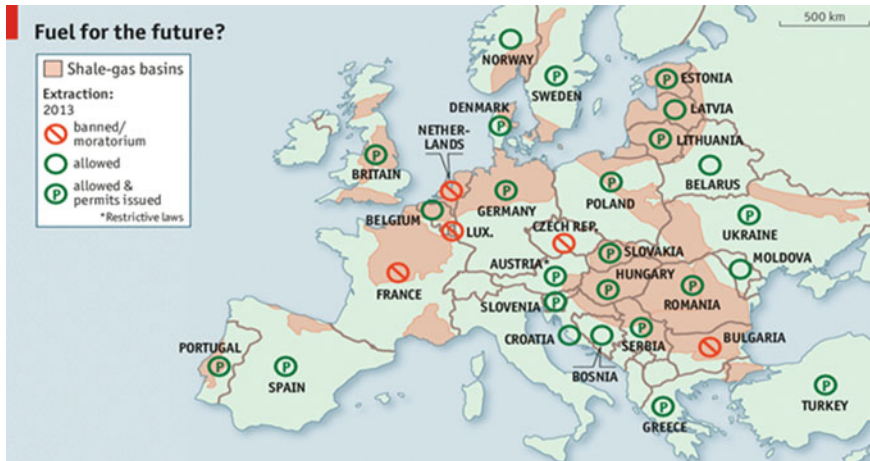 Fuel for the future?
500 km
Shale-gas basins
Extraction:
2013
banned/
moratorium
allowed
P allowed &
permits issued
*Restrictive laws
NORWAY
P
SWEDEN
P
ESTONIA
LATVIA
P
LITHUANIA
DENMARK
P
NETHER-
LANDS
P
BRITAIN
BELARUS
P
GERMANY
P
POLAND
BELGIUM
LUX.
CZECH REP.
P
UKRAINE
P
SLOVAKIA
AUSTRIA*
P
MOLDOVA
HUNGARY
P
FRANCE
SLOVENIA
P
P
ROMANIA
CROATIA
P
SERBIA
BULGARIA
BOSNIA
PORTUGAL
P
P
SPAIN
P
GREECE
P
TURKEY